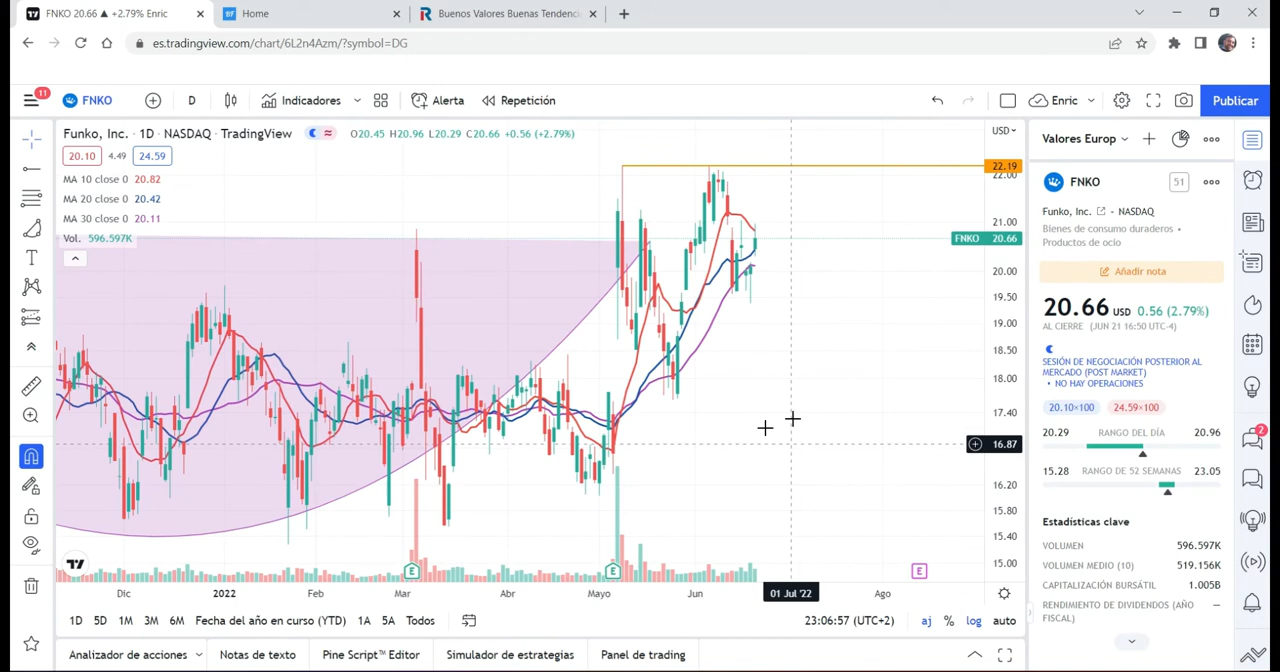 FNKO 20.66 ▲ +2.79% Enric
Home
Buenos Valores Buenas Tendenci
es.tradingview.com/chart/6L2n4Azm/?symbol=DG
11
FNKO
D
Indicadores
Alerta
Repetición
Enric
Publicar
Funko, Inc. · 1D · NASDAQ · TradingView
O20.45 H20.96 L20.29 C20.66 +0.56 (+2.79%)
USD
20.10 4.49 24.59
MA 10 close 0 20.82
MA 20 close 0 20.42
MA 30 close 0 20.11
Vol. 596.597K
22.19
22.00
21.00
FNKO 20.66
20.00
19.50
19.00
18.50
18.00
17.40
16.87
16.20
15.80
15.40
15.00
E
E
E
Dic
2022
Feb
Mar
Abr
Mayo
Jun
01 Jul '22
Ago
1D 5D 1M 3M 6M Fecha del año en curso (YTD) 1A 5A Todos
23:06:57 (UTC+2)
aj % log auto
Analizador de acciones
Notas de texto
Pine Script™ Editor
Simulador de estrategias
Panel de trading
Valores Europ
FNKO
51
Funko, Inc. - NASDAQ
Bienes de consumo duraderos •
Productos de ocio
Añadir nota
20.66 USD 0.56 (2.79%)
AL CIERRE (JUN 21 16:50 UTC-4)
SESIÓN DE NEGOCIACIÓN POSTERIOR AL
MERCADO (POST MARKET)
• NO HAY OPERACIONES
20.10×100 24.59×100
20.29 RANGO DEL DÍA 20.96
15.28 RANGO DE 52 SEMANAS 23.05
Estadísticas clave
VOLUMEN 596.597K
VOLUMEN MEDIO (10) 519.156K
CAPITALIZACIÓN BURSÁTIL 1.005B
RENDIMIENTO DE DIVIDENDOS (AÑO —
FISCAL)
2